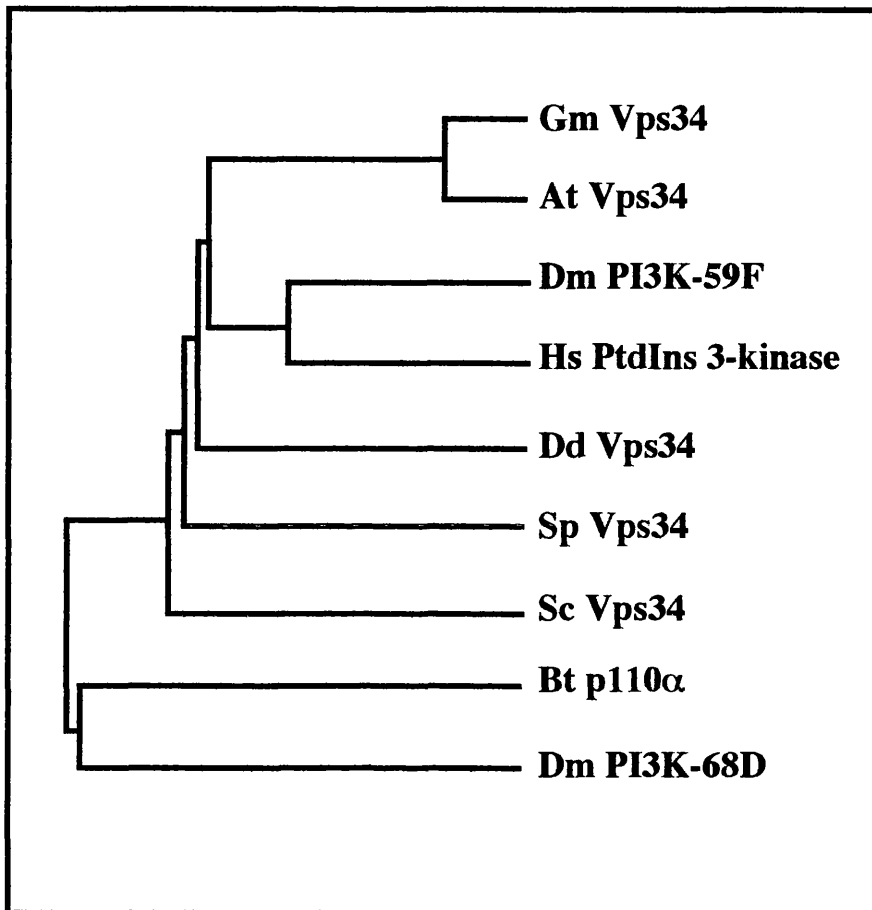 Gm Vps34
At Vps34
Dm PI3K-59F
Hs PtdIns 3-kinase
Dd Vps34
Sp Vps34
Sc Vps34
Bt p110α
Dm PI3K-68D